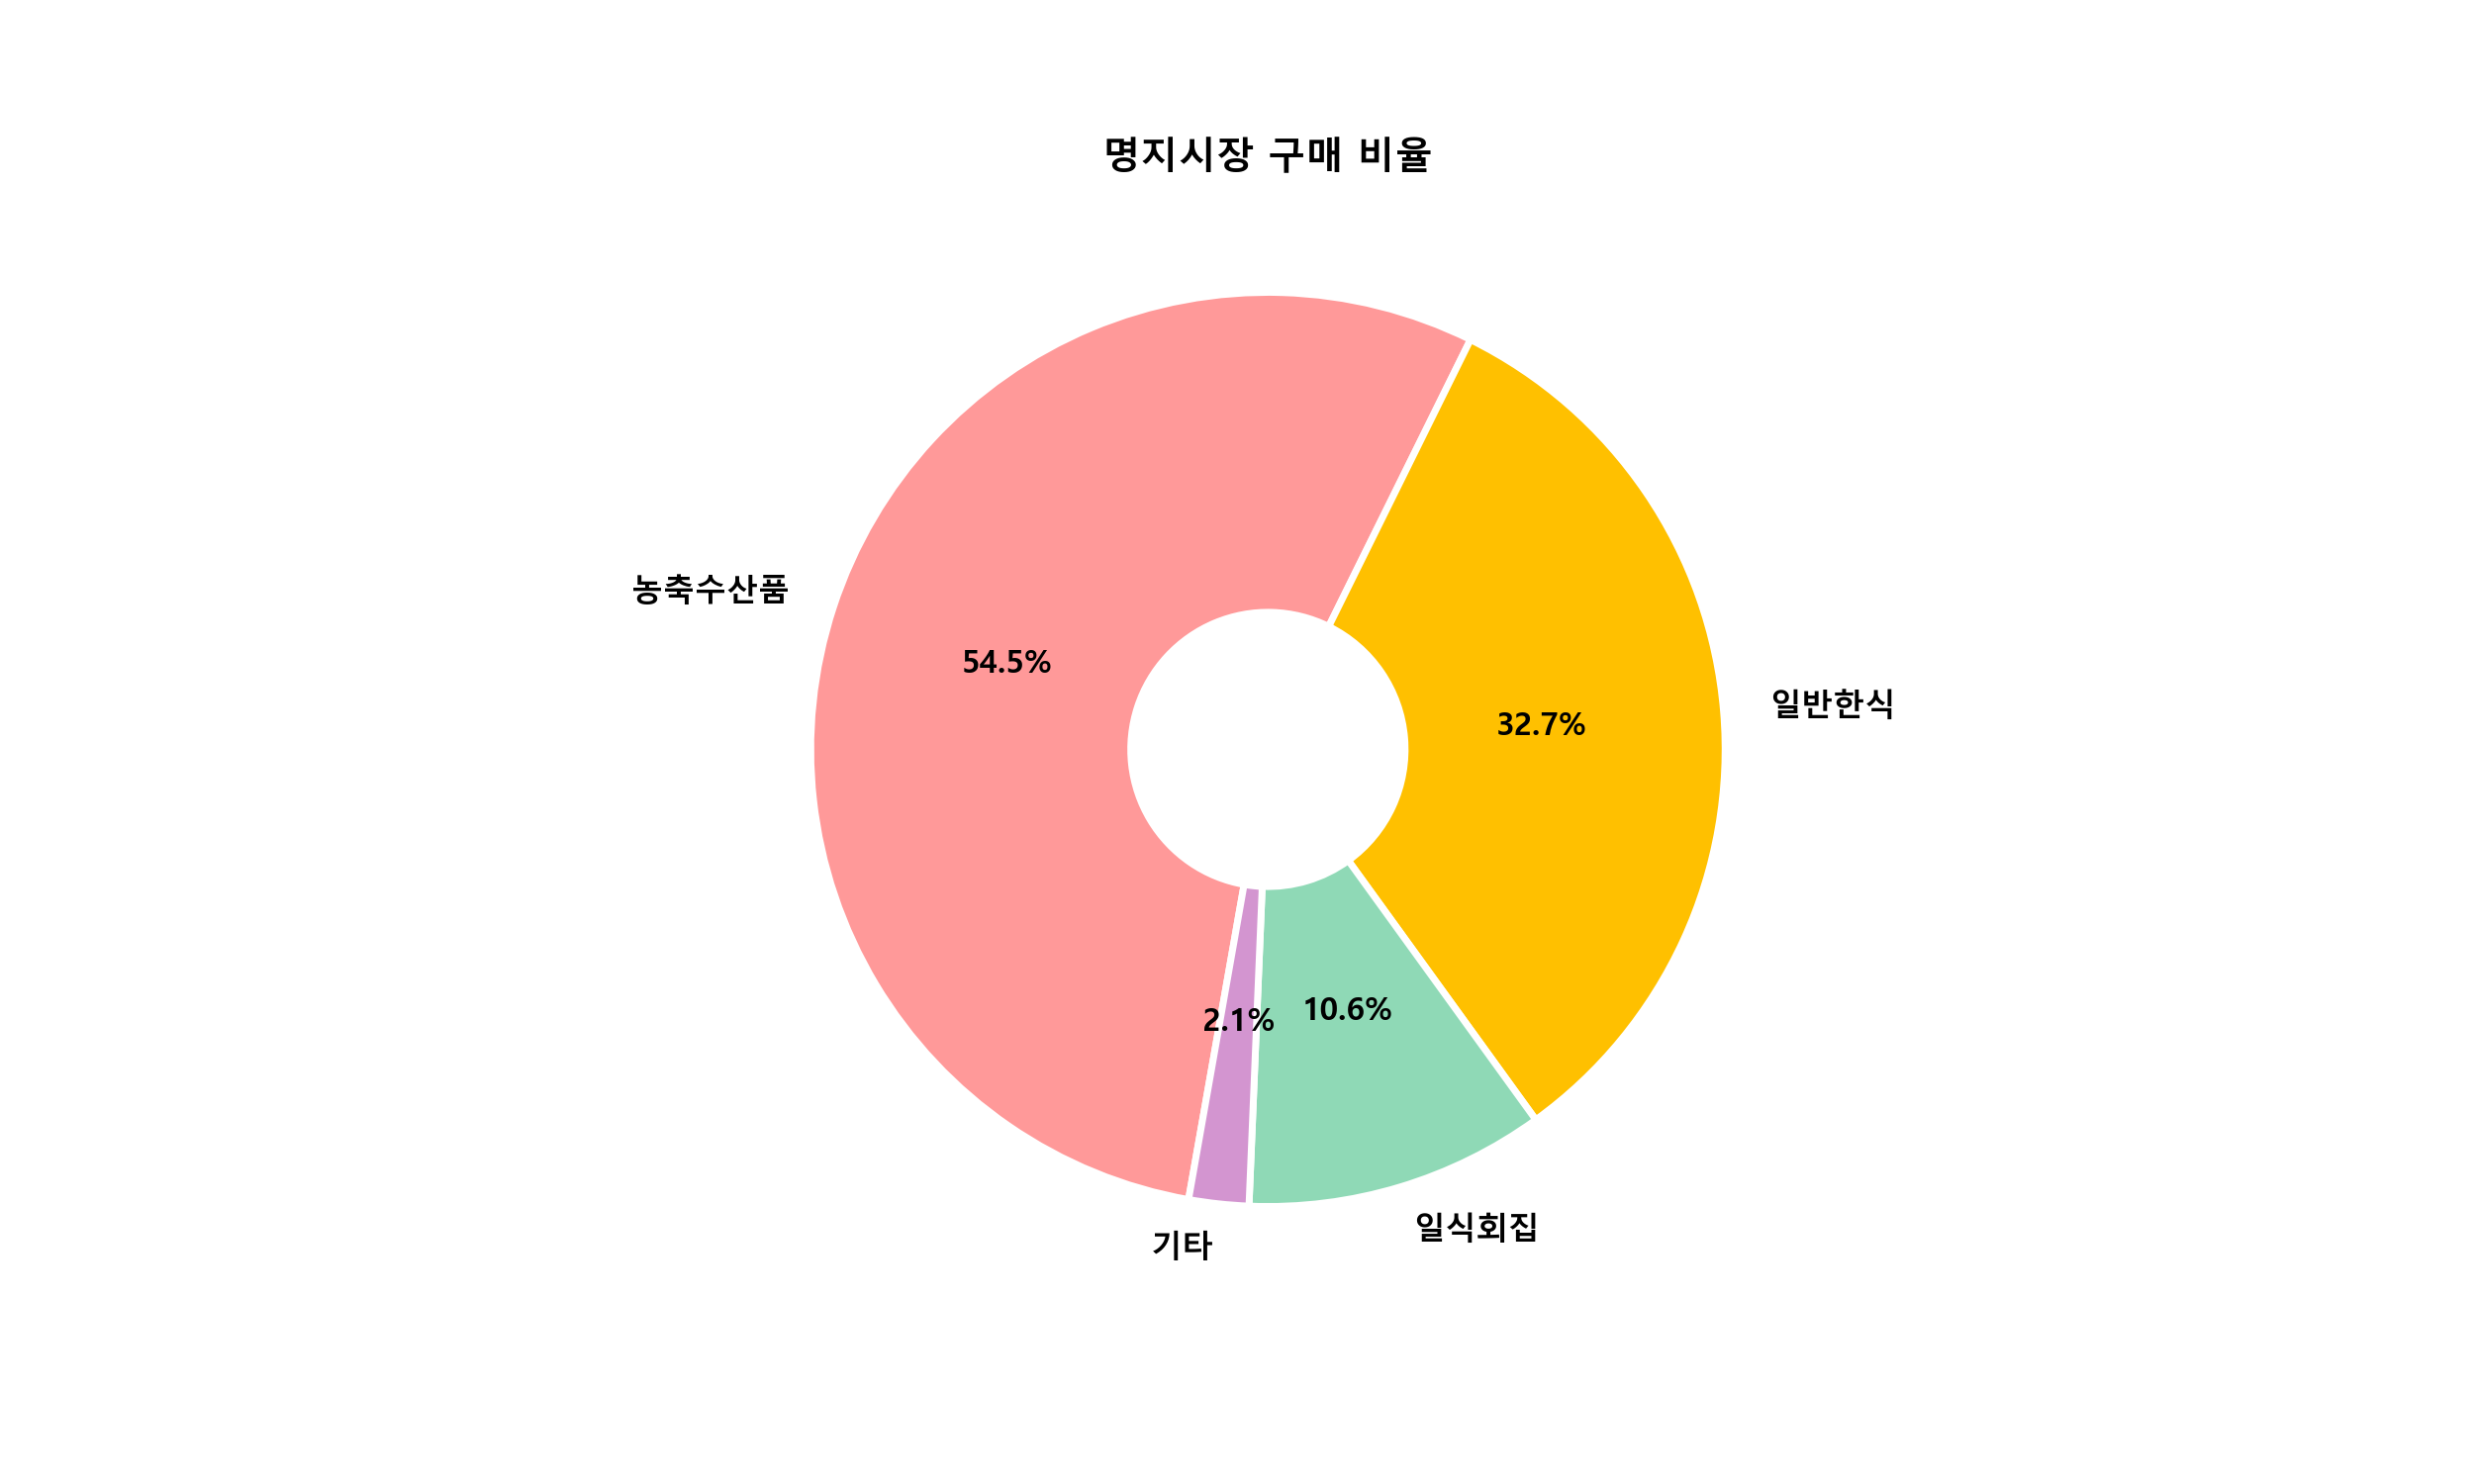 명지시장 구매 비율
농축수산품
54.5%
32.7%
일반한식
2.1%
10.6%
기타
일식회집